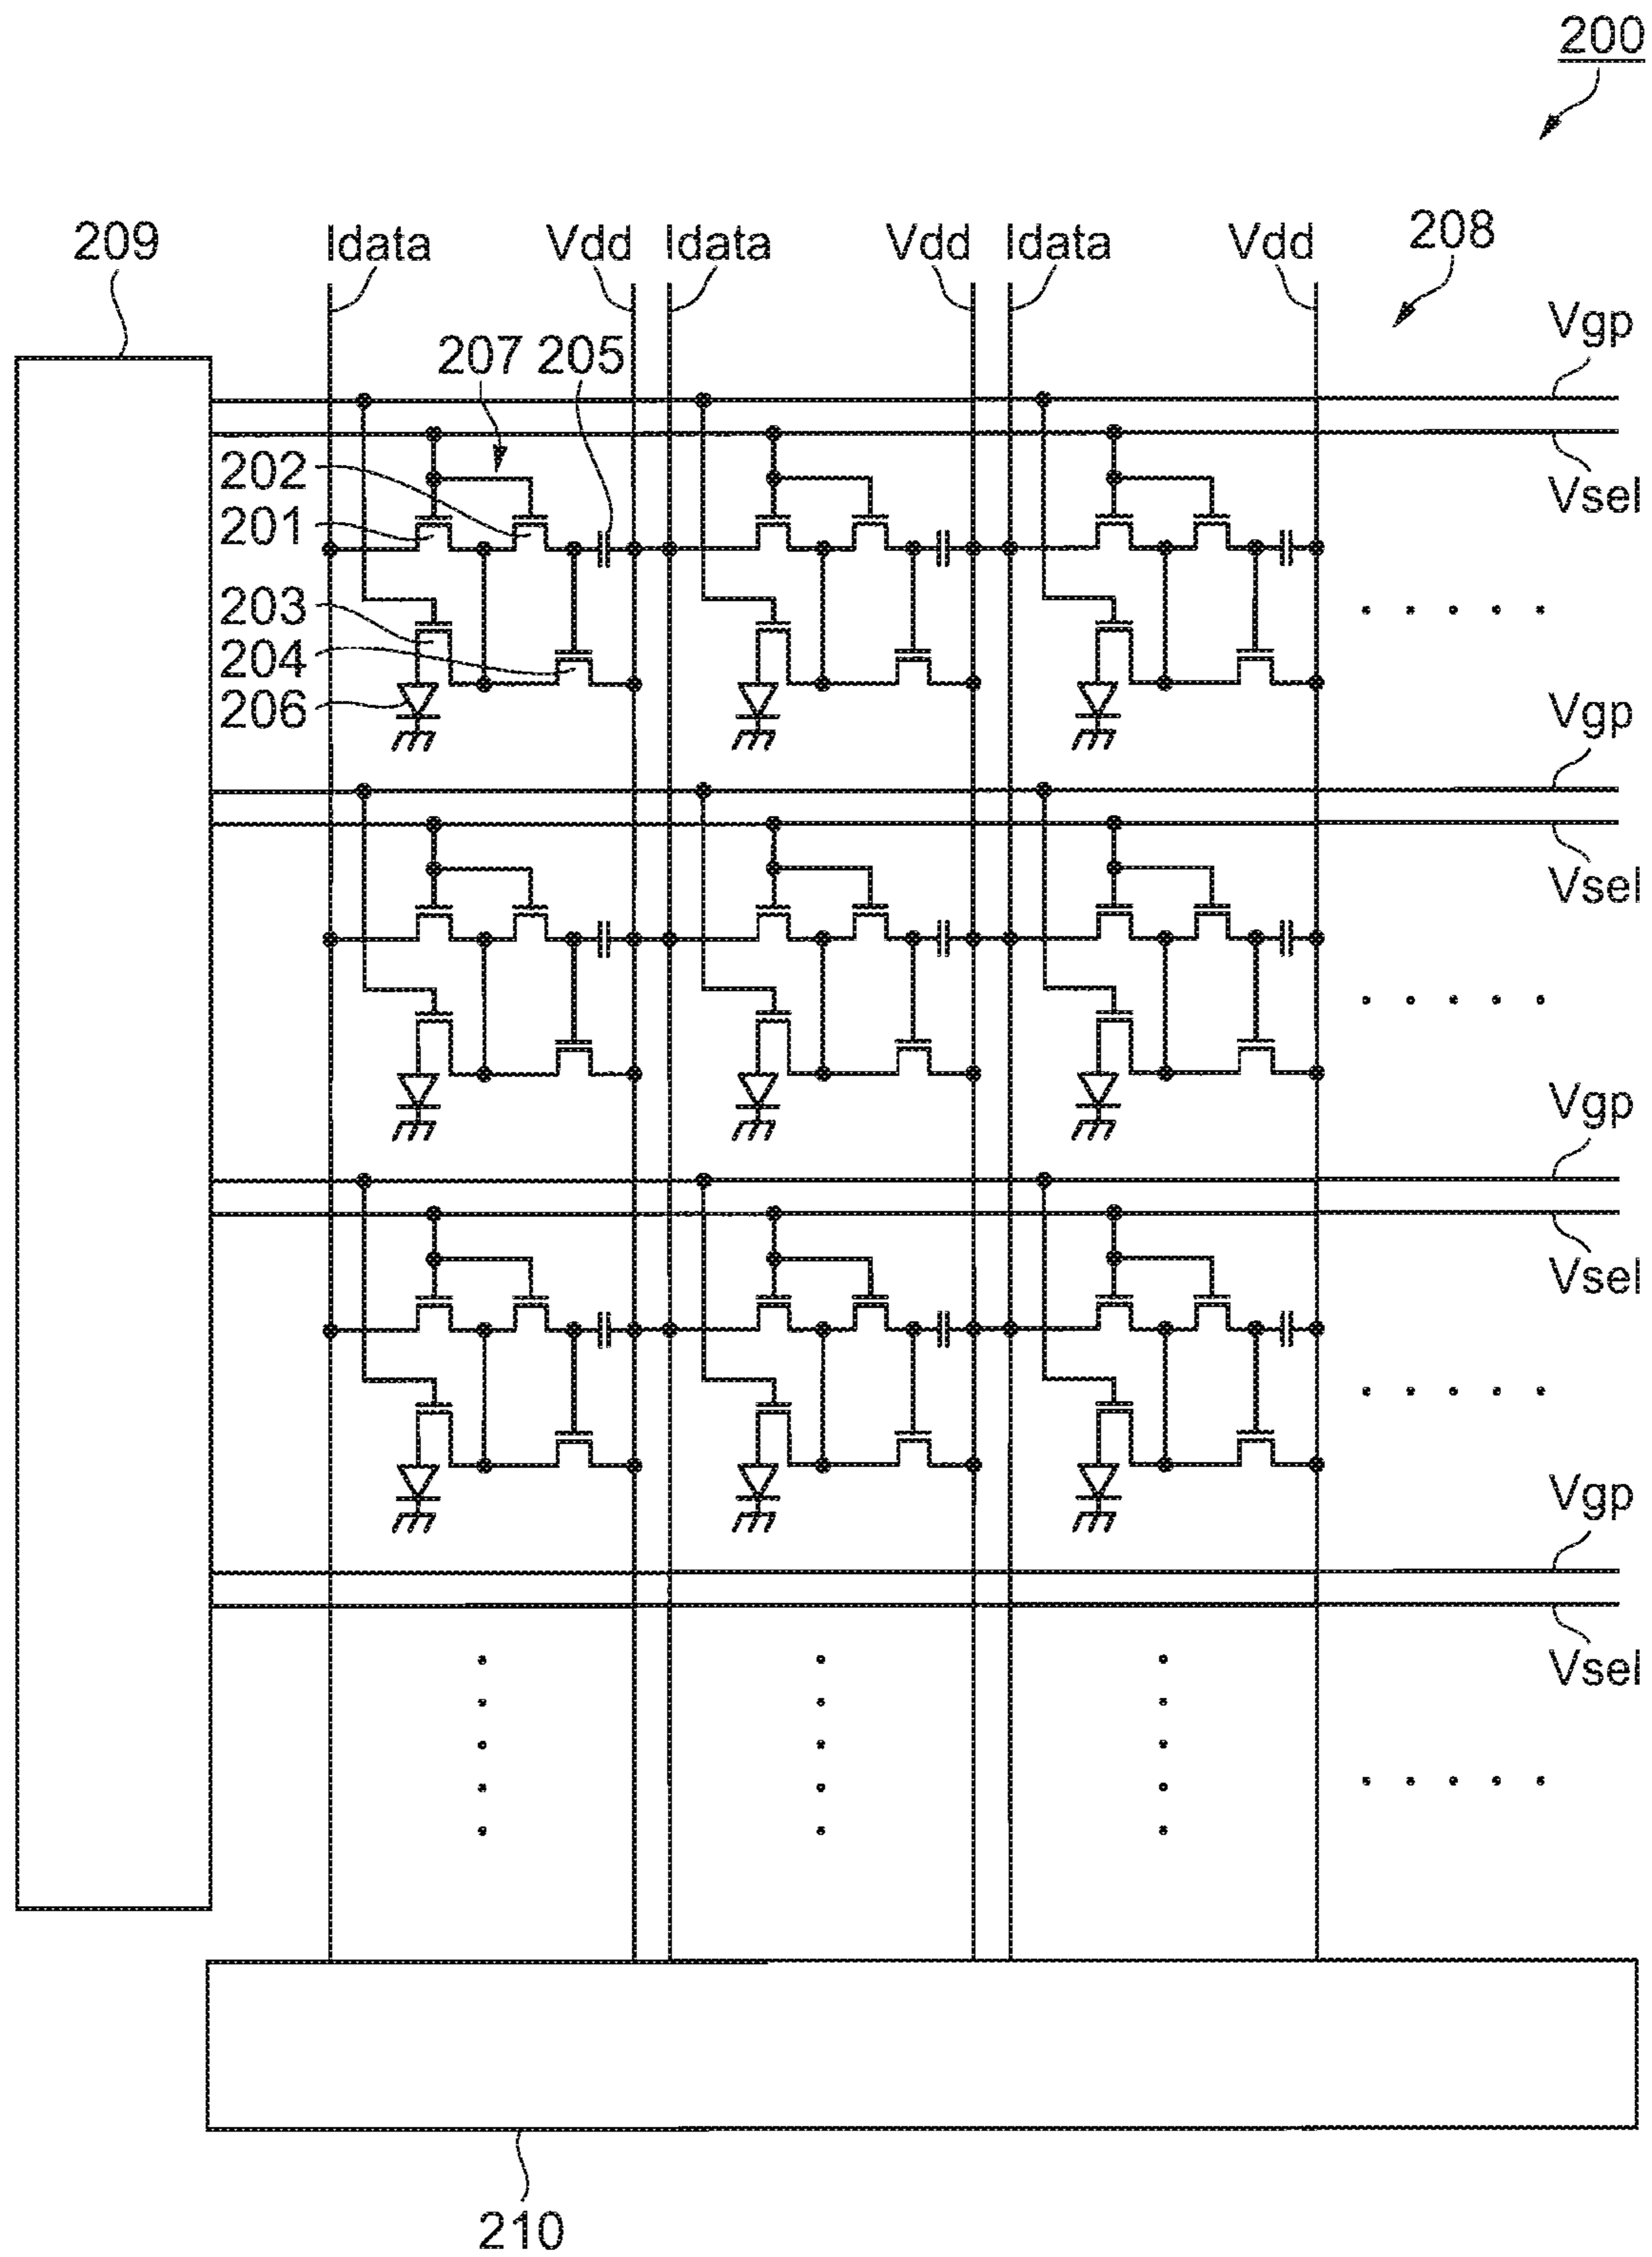 200
209
Idata Vdd Idata Vdd Idata Vdd 208
Vgp
207 205
202
Vsel
201
203
204
206
Vgp
Vsel
Vgp
Vsel
Vgp
Vsel
210